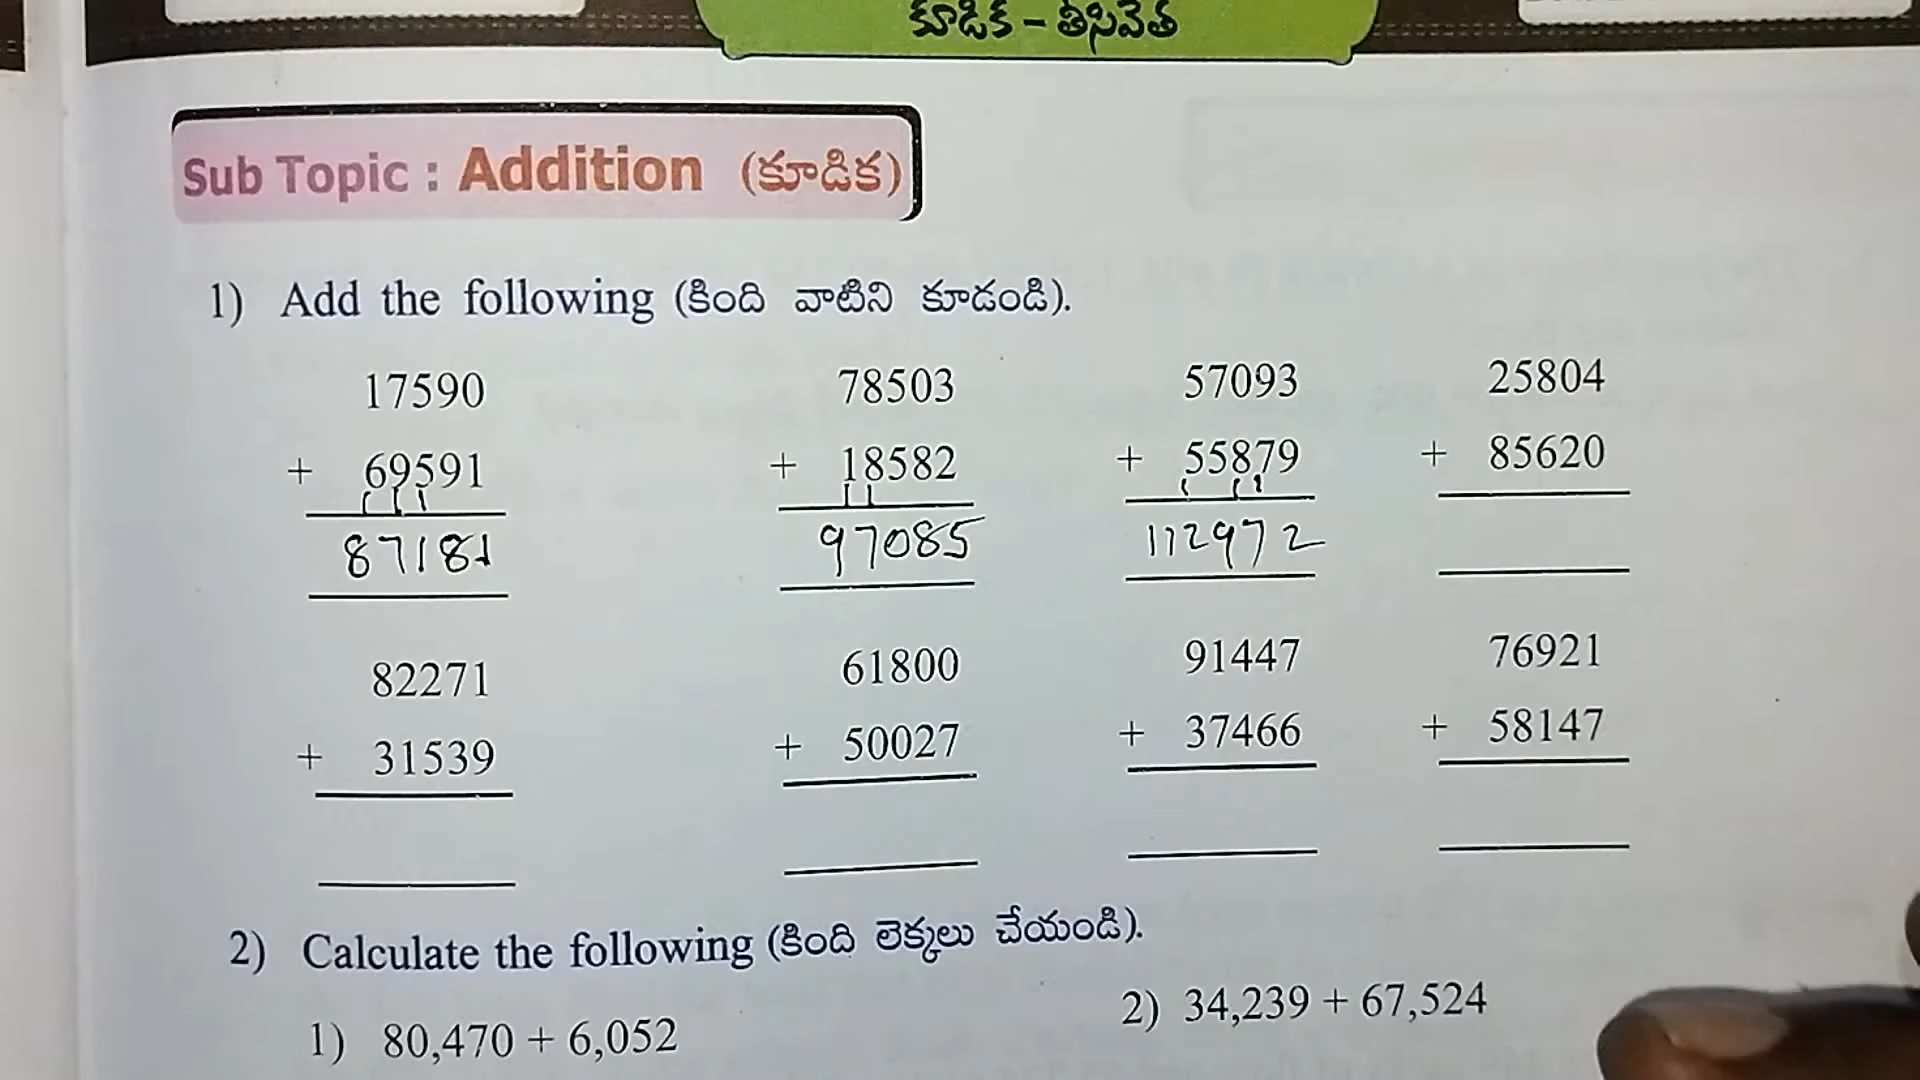 కూడిక – తీసివేత
Sub Topic : Addition (కూడిక)
1) Add the following (కింది వాటిని కూడండి).
17590 78503 57093 25804
+ 69591 + 18582 + 55879 + 85620
87181 97085 112972
82271 61800 91447 76921
+ 31539 + 50027 + 37466 + 58147
2) Calculate the following (కింది లెక్కలు చేయండి).
1) 80,470 + 6,052 2) 34,239 + 67,524